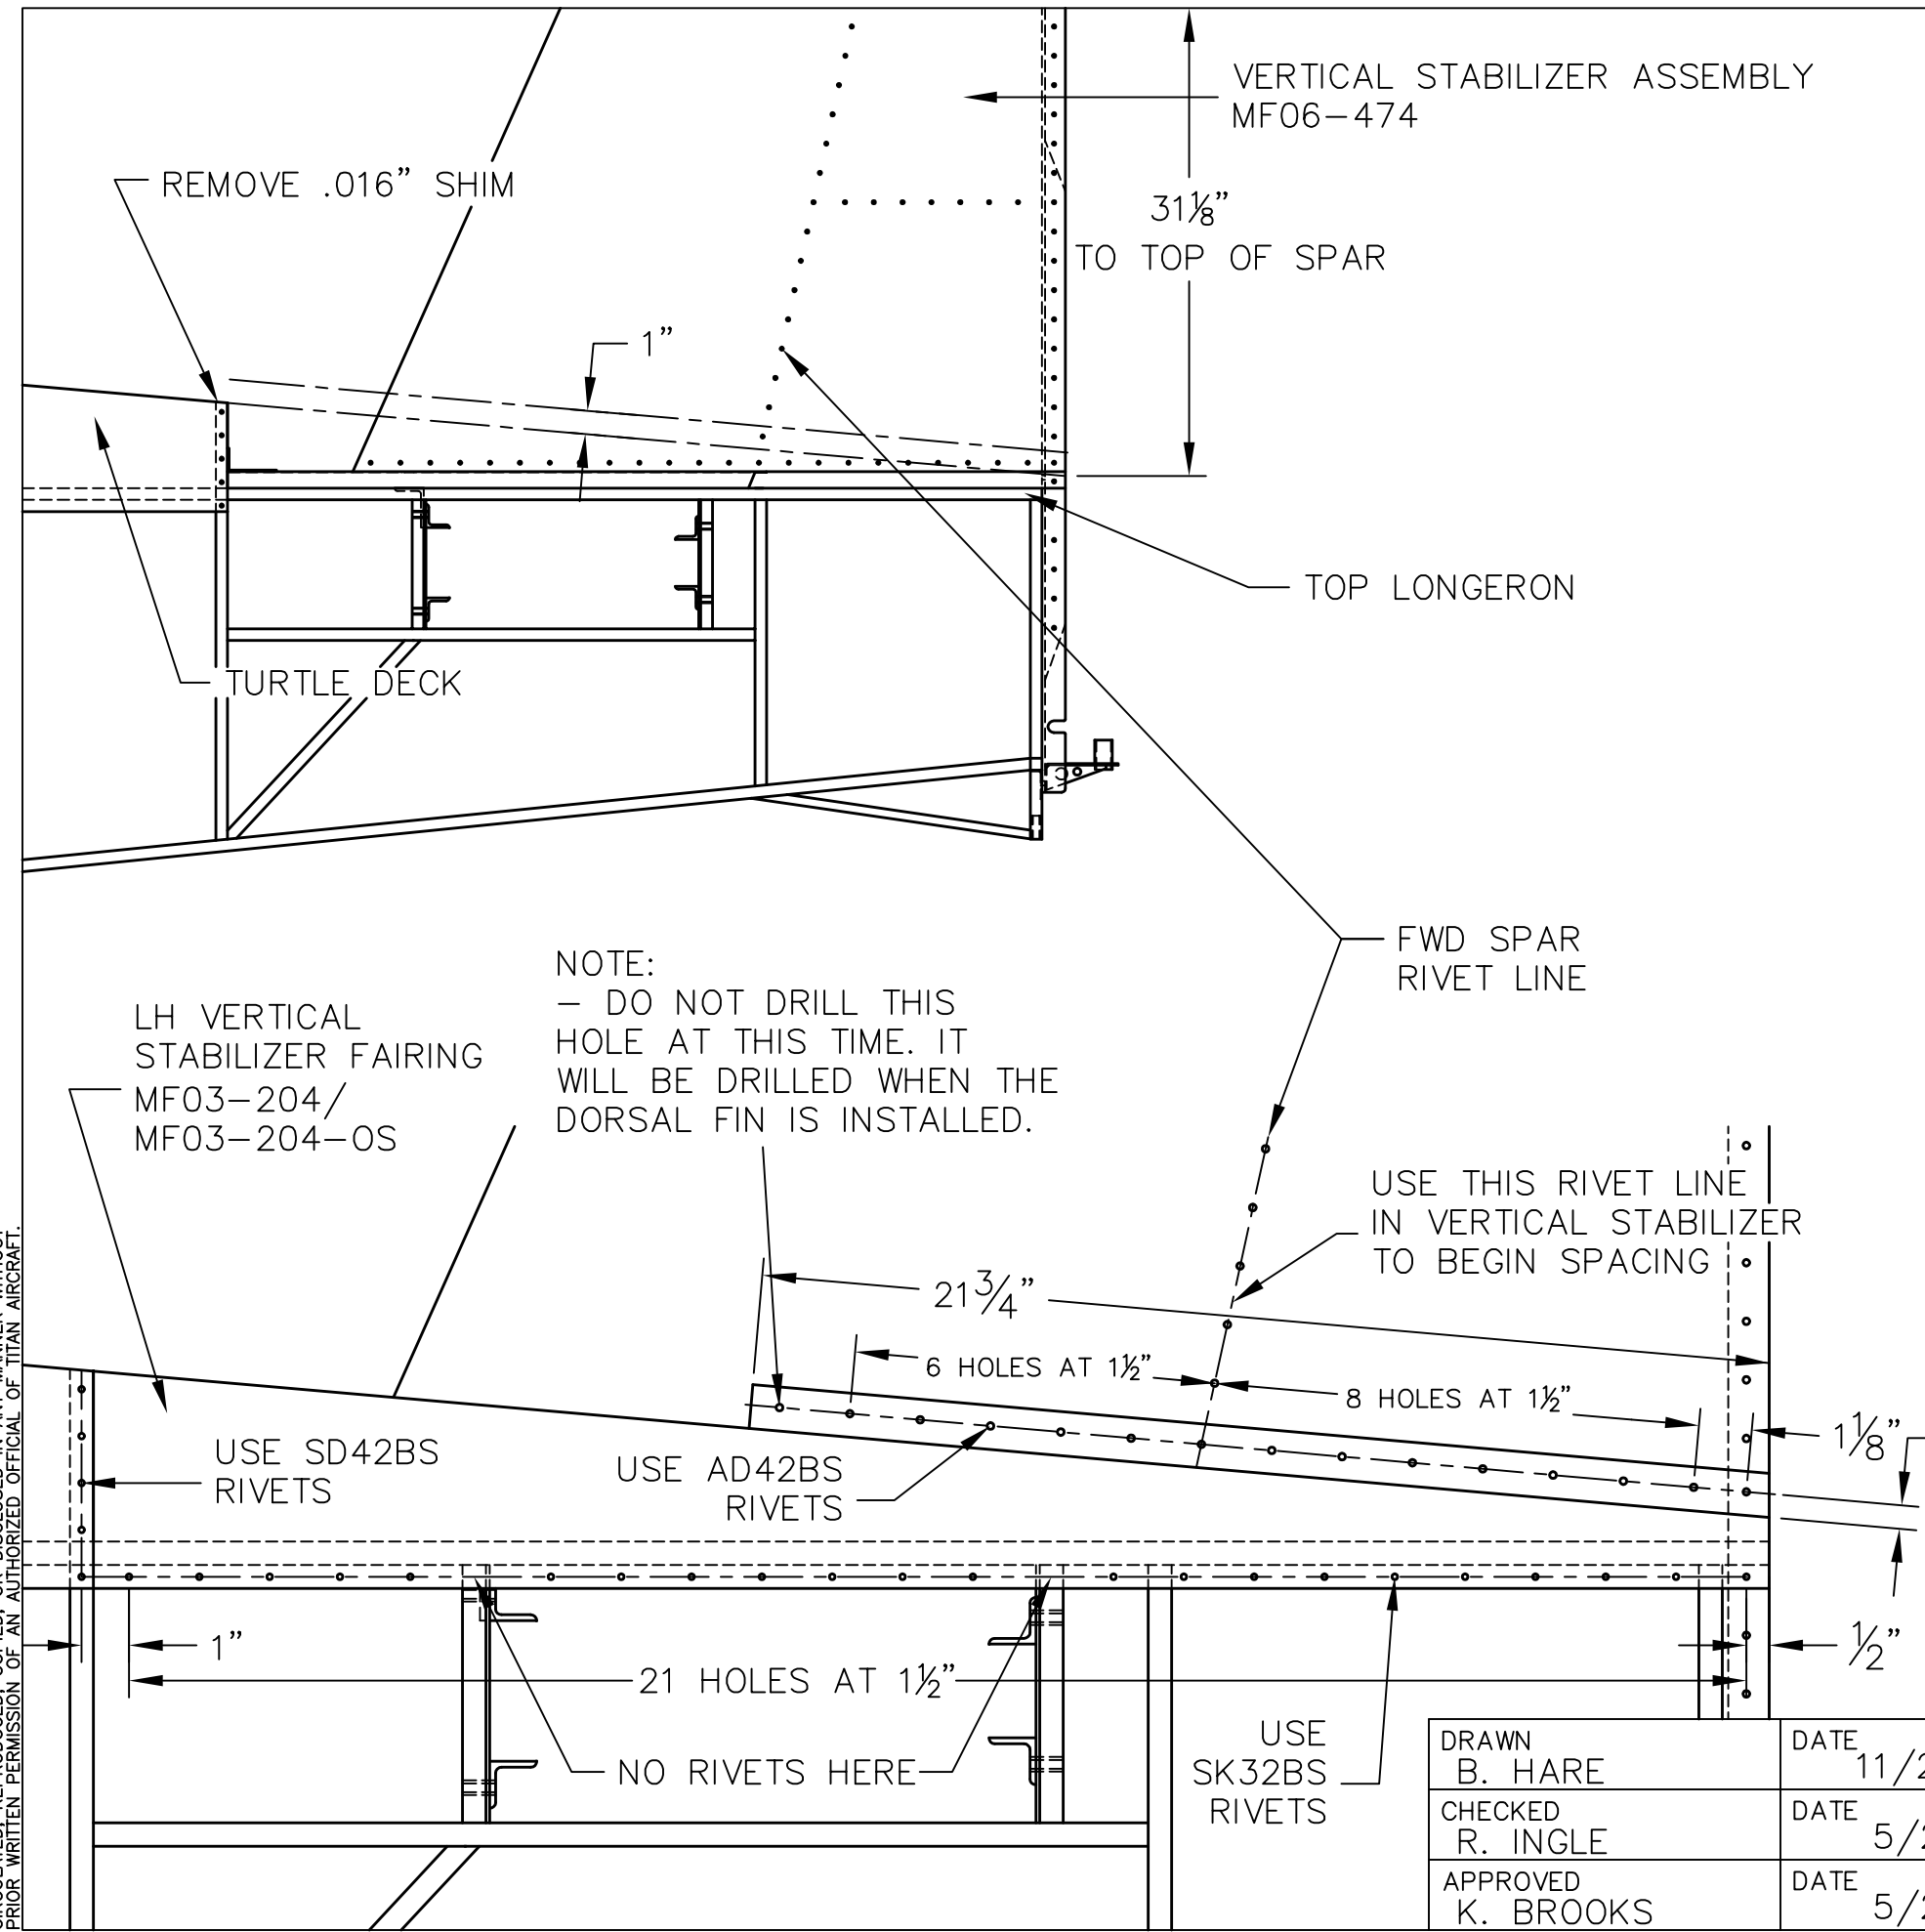 VERTICAL STABILIZER ASSEMBLY
MF06-474
REMOVE .016” SHIM
31⅛”
TO TOP OF SPAR
1”
TOP LONGERON
TURTLE DECK
FWD SPAR
RIVET LINE
NOTE:
- DO NOT DRILL THIS
HOLE AT THIS TIME. IT
WILL BE DRILLED WHEN THE
DORSAL FIN IS INSTALLED.
LH VERTICAL
STABILIZER FAIRING
MF03-204/
MF03-204-OS
USE THIS RIVET LINE
IN VERTICAL STABILIZER
TO BEGIN SPACING
21¾”
6 HOLES AT 1½”
8 HOLES AT 1½”
1⅛”
USE SD42BS
RIVETS
USE AD42BS
RIVETS
1”
21 HOLES AT 1½”
½”
NO RIVETS HERE
USE
SK32BS
RIVETS
DRAWN
B. HARE
DATE
11/2
CHECKED
R. INGLE
DATE
5/2
APPROVED
K. BROOKS
DATE
5/2
PRIOR WRITTEN PERMISSION OF AN AUTHORIZED OFFICIAL OF TITAN AIRCRAFT.